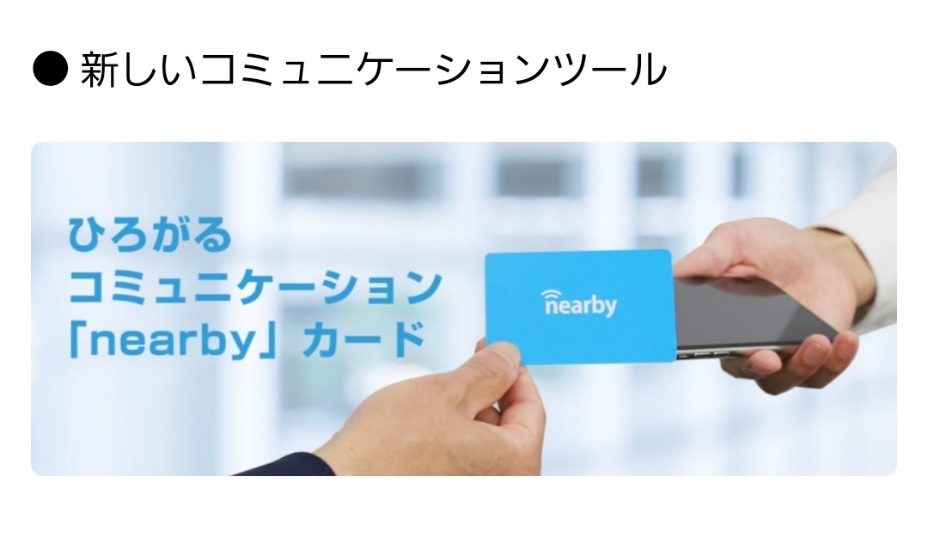 ● 新しいコミュニケーションツール
ひろがる
コミュニケーション
「nearby」カード
nearby